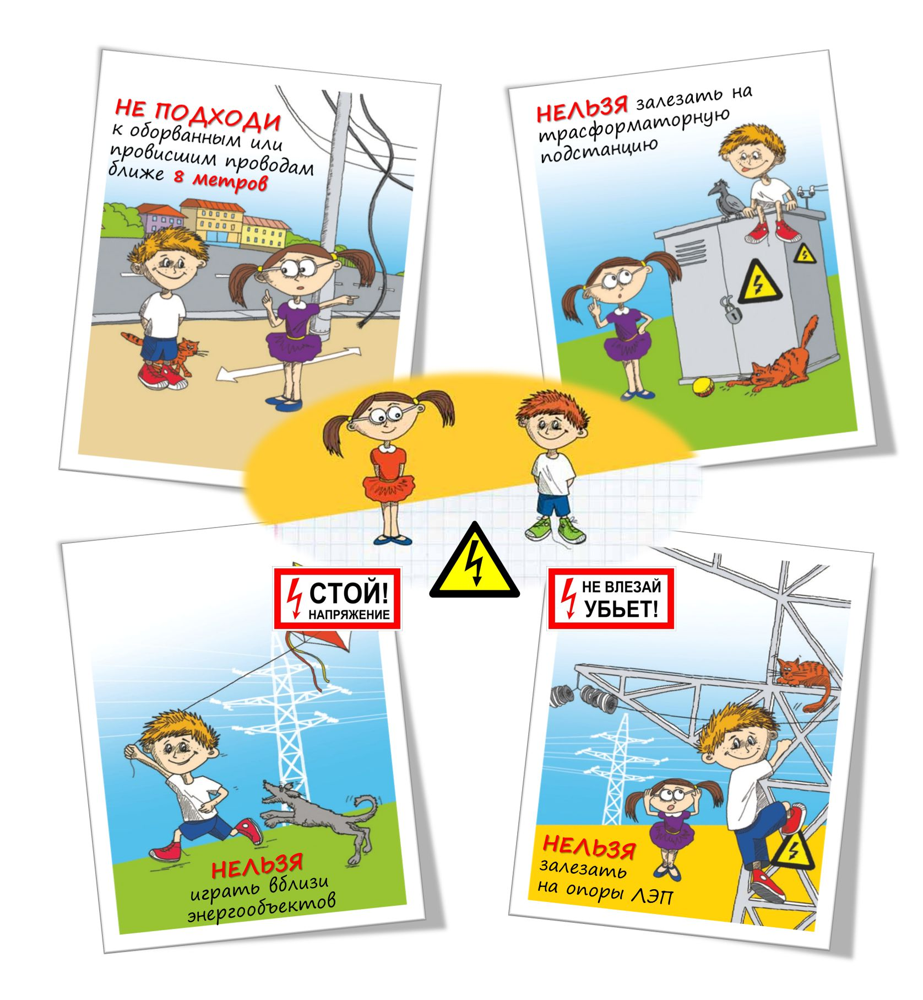 НЕ ПОДХОДИ
к оборванным или
провисшим проводам
ближе 8 метров
НЕЛЬЗЯ залезать на
трасформаторную
подстанцию
СТОЙ!
НАПРЯЖЕНИЕ
НЕ ВЛЕЗАЙ
УБЬЕТ!
НЕЛЬЗЯ
играть вблизи
энергообъектов
НЕЛЬЗЯ
залезать
на опоры ЛЭП